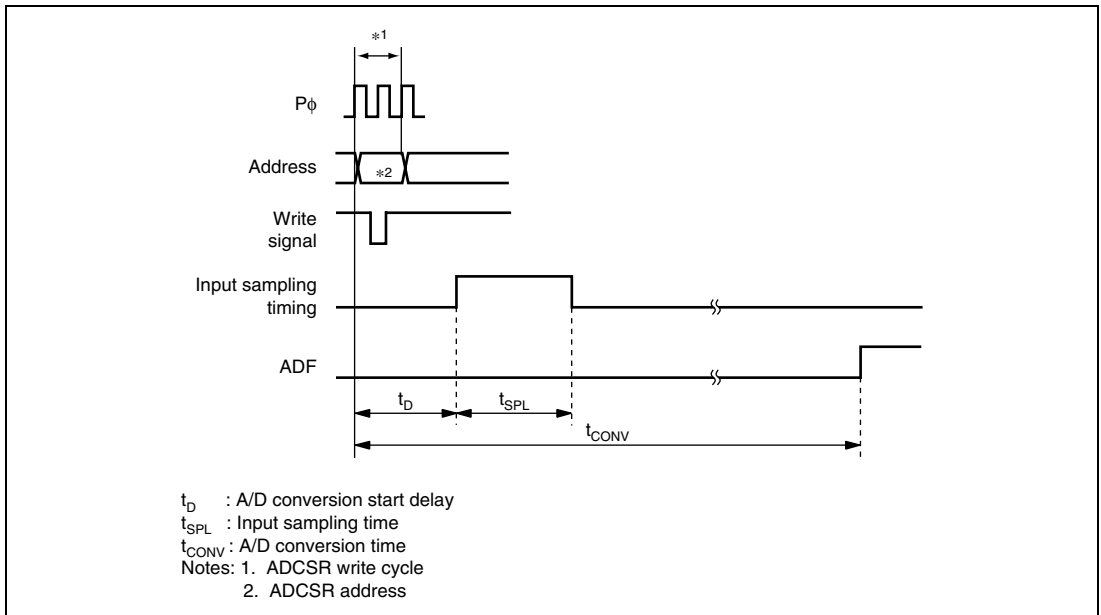 *1
Pφ
Address
*2
Write
signal
Input sampling
timing
ADF
tD
tSPL
tCONV
tD : A/D conversion start delay
tSPL : Input sampling time
tCONV : A/D conversion time
Notes: 1. ADCSR write cycle
2. ADCSR address